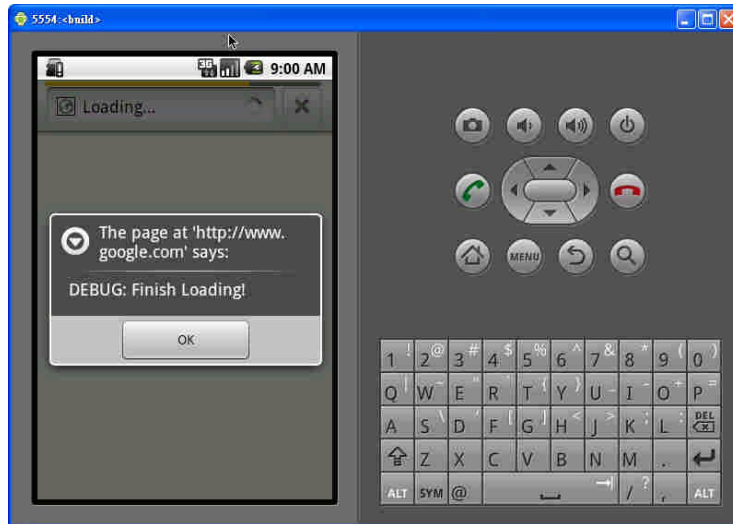 5554:<build>
3G
9:00 AM
Loading...
The page at 'http://www.
google.com' says:
DEBUG: Finish Loading!
OK
MENU
1 ! 2 @ 3 # 4 $ 5 % 6 ^ 7 & 8 * 9 ( 0 )
Q | W ~ E " R ` T { Y } U _ I - O + P =
A S \ D ' F [ G ] H < J > K ; L : DEL
Z X C V B N M .
ALT SYM @ / ? , ALT